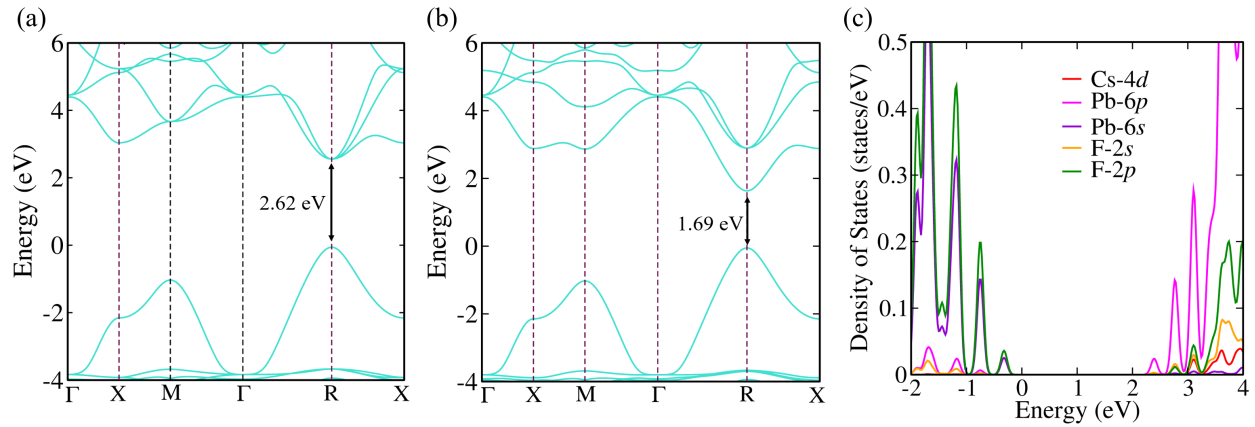 (a)
Energy (eV)
6
4
2
0
-2
-4
2.62 eV
Γ X M Γ R X
(b)
Energy (eV)
6
4
2
0
-2
-4
1.69 eV
Γ X M Γ R X
(c)
Density of States (states/eV)
0.5
0.4
0.3
0.2
0.1
0
Cs-4d
Pb-6p
Pb-6s
F-2s
F-2p
-2 -1 0 1 2 3 4
Energy (eV)